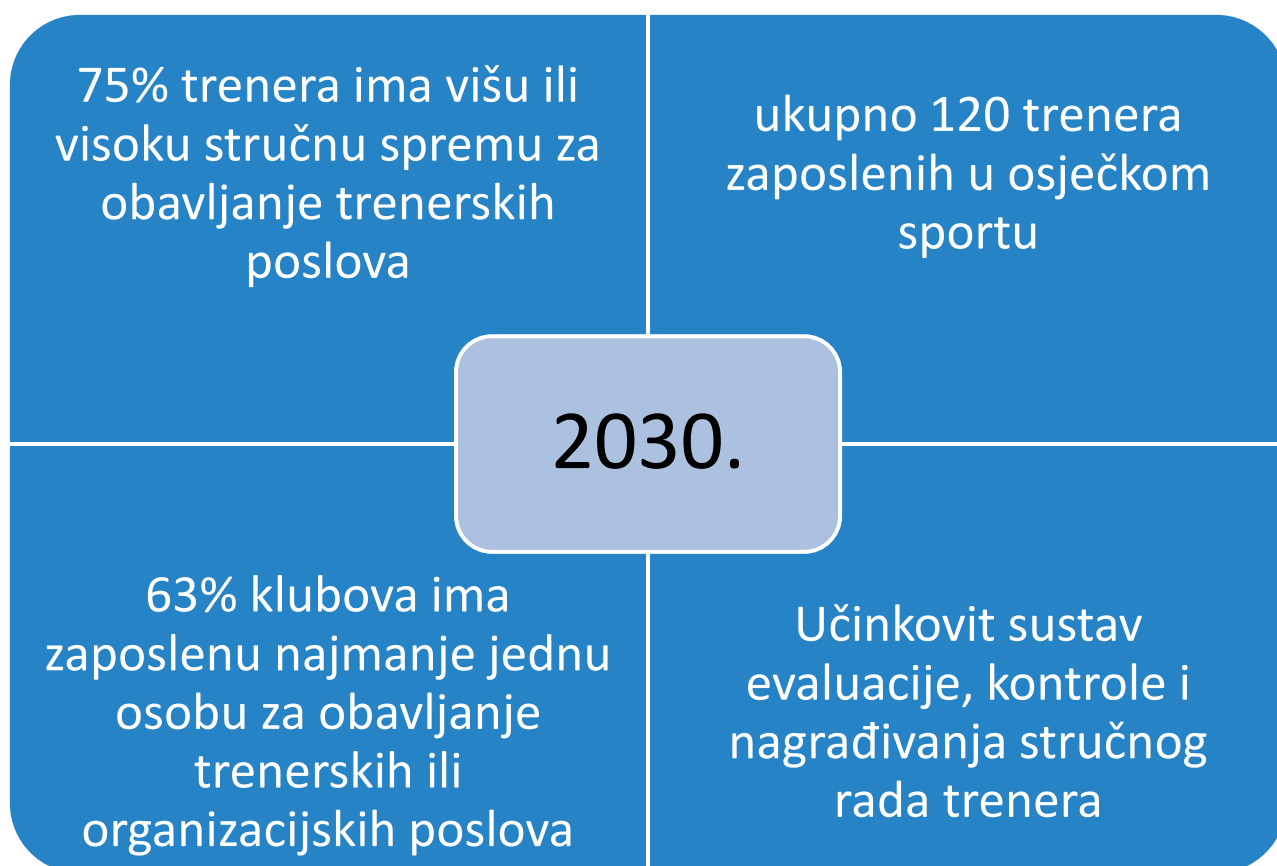 75% trenera ima višu ili
visoku stručnu spremu za
obavljanje trenerskih
poslova
ukupno 120 trenera
zaposlenih u osječkom
sportu
2030.
63% klubova ima
zaposlenu najmanje jednu
osobu za obavljanje
trenerskih ili
organizacijskih poslova
Učinkovit sustav
evaluacije, kontrole i
nagrađivanja stručnog
rada trenera